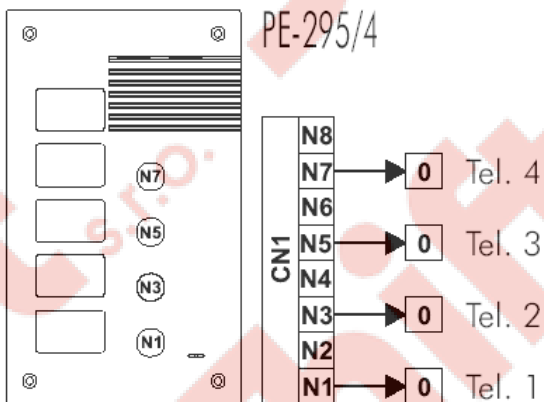 PE-295/4
N7
N5
N3
N1
CN1
N8
N7 0 Tel. 4
N6
N5 0 Tel. 3
N4
N3 0 Tel. 2
N2
N1 0 Tel. 1
s.r.o.